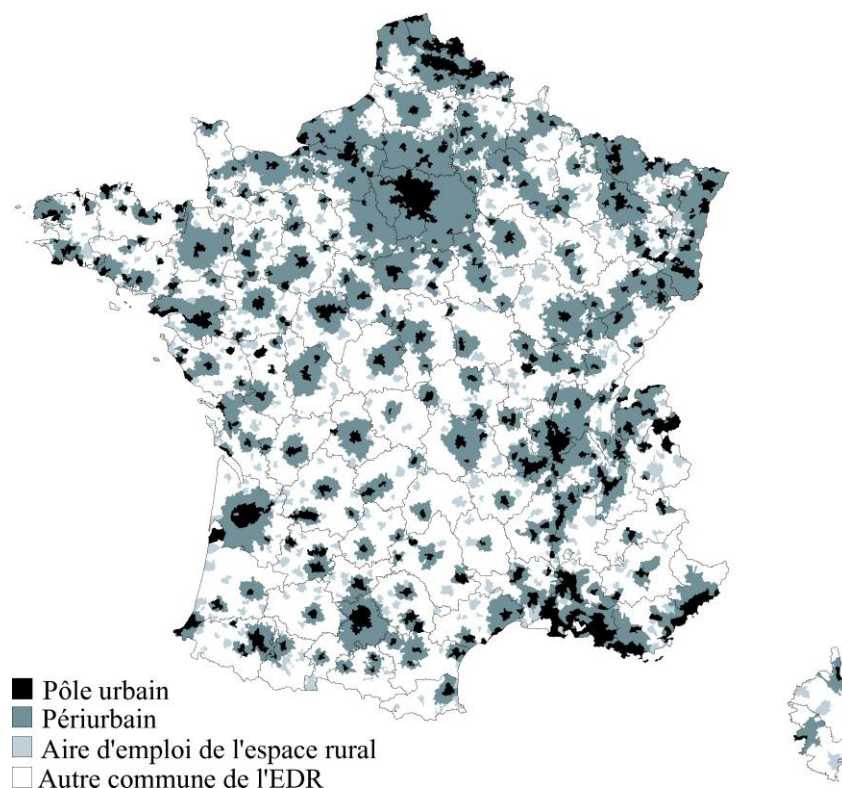 Pôle urbain
Périurbain
Aire d'emploi de l'espace rural
Autre commune de l'EDR